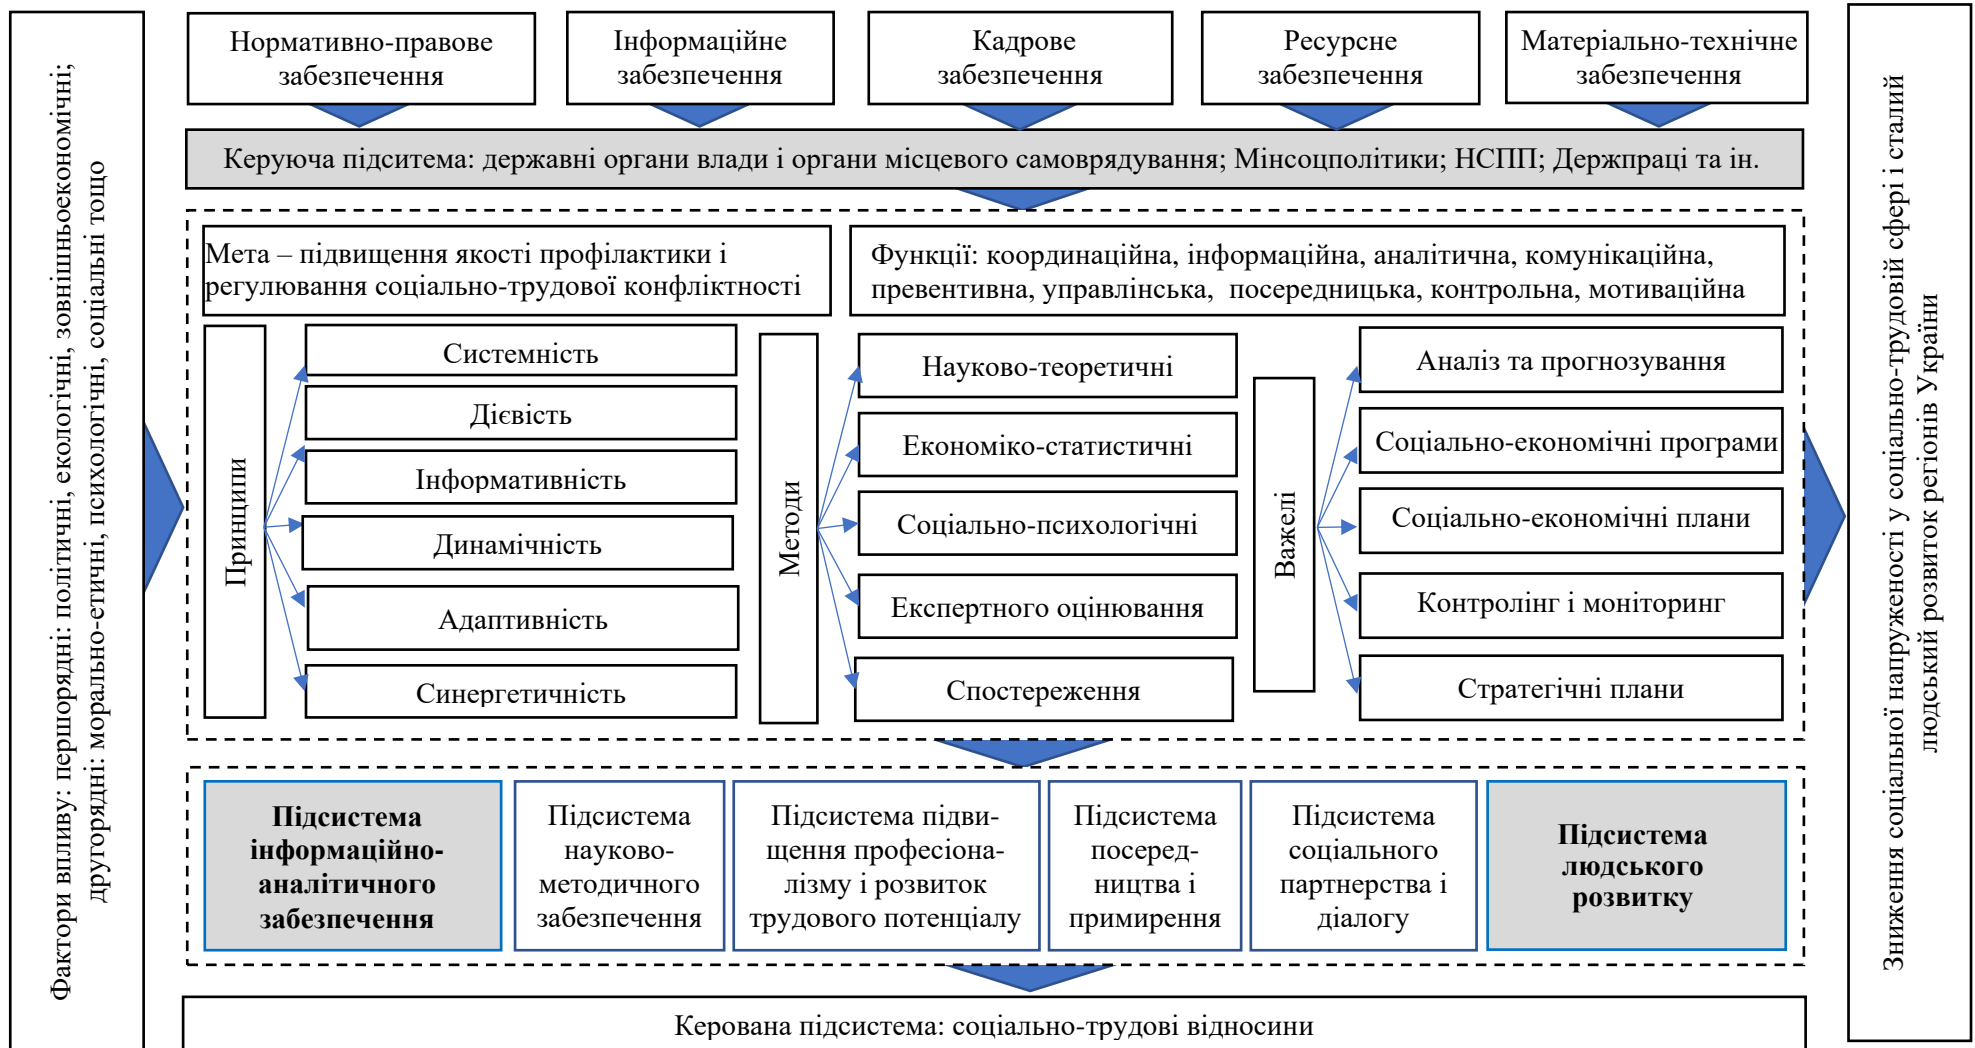 Фактори впливу: першорядні: політичні, екологічні, зовнішньоекономічні;
другорядні: морально-етичні, психологічні, соціальні тощо
Нормативно-правове
забезпечення
Інформаційне
забезпечення
Кадрове
забезпечення
Ресурсне
забезпечення
Матеріально-технічне
забезпечення
Керуюча підситема: державні органи влади і органи місцевого самоврядування; Мінсоцполітики; НСПП; Держпраці та ін.
Мета – підвищення якості профілактики і
регулювання соціально-трудової конфліктності
Функції: координаційна, інформаційна, аналітична, комунікаційна,
превентивна, управлінська, посередницька, контрольна, мотиваційна
Принципи
Системність
Дієвість
Інформативність
Динамічність
Адаптивність
Синергетичність
Методи
Науково-теоретичні
Економіко-статистичні
Соціально-психологічні
Експертного оцінювання
Спостереження
Важелі
Аналіз та прогнозування
Соціально-економічні програми
Соціально-економічні плани
Контролінг і моніторинг
Стратегічні плани
Підсистема
інформаційно-
аналітичного
забезпечення
Підсистема
науково-
методичного
забезпечення
Підсистема підви-
щення професіона-
лізму і розвиток
трудового потенціалу
Підсистема
посеред-
ництва і
примирення
Підсистема
соціального
партнерства і
діалогу
Підсистема
людського
розвитку
Керована підсистема: соціально-трудові відносини
Зниження соціальної напруженості у соціально-трудовій сфері і сталий
людський розвиток регіонів України